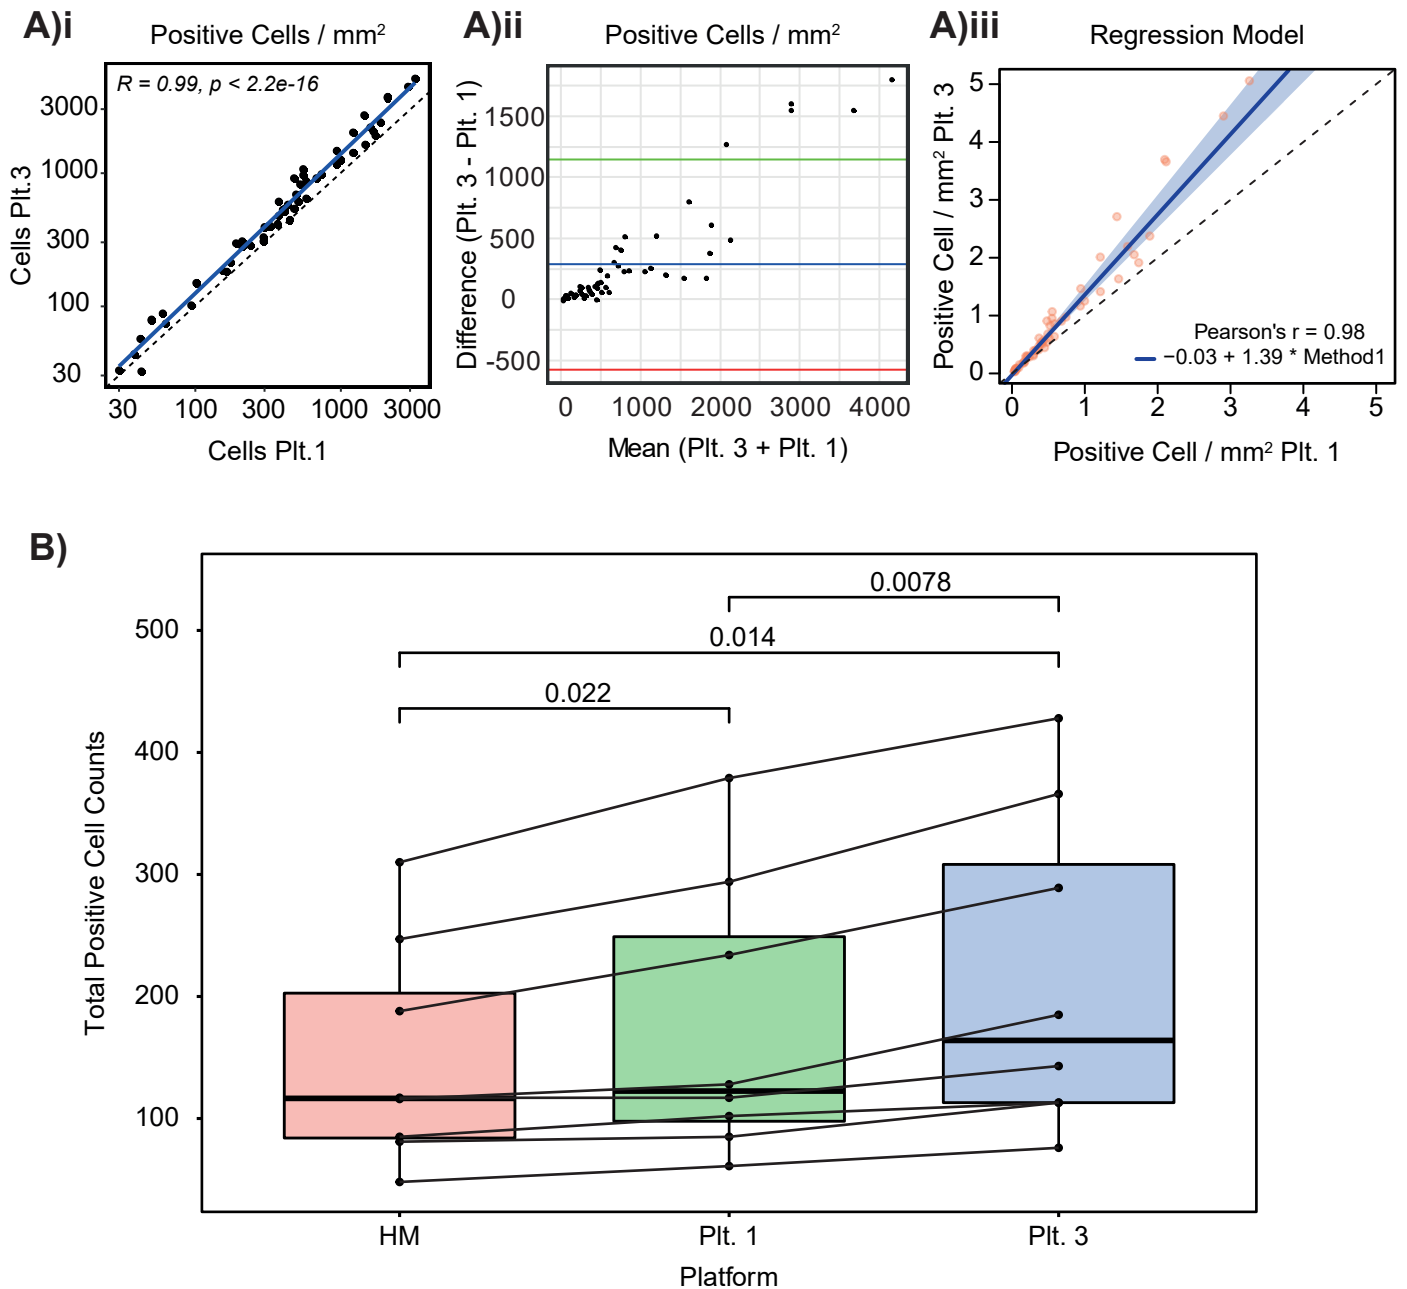 A)i
Positive Cells / mm²
R = 0.99, p < 2.2e-16
Cells Plt.3
3000
1000
300
100
30
30 100 300 1000 3000
Cells Plt.1
A)ii
Positive Cells / mm²
Difference (Plt. 3 - Plt. 1)
1500
1000
500
0
-500
0 1000 2000 3000 4000
Mean (Plt. 3 + Plt. 1)
A)iii
Regression Model
Positive Cell / mm² Plt. 3
5
4
3
2
1
0
Pearson's r = 0.98
−0.03 + 1.39 * Method1
0 1 2 3 4 5
Positive Cell / mm² Plt. 1
B)
Total Positive Cell Counts
500
400
300
200
100
0.0078
0.014
0.022
HM Plt. 1 Plt. 3
Platform